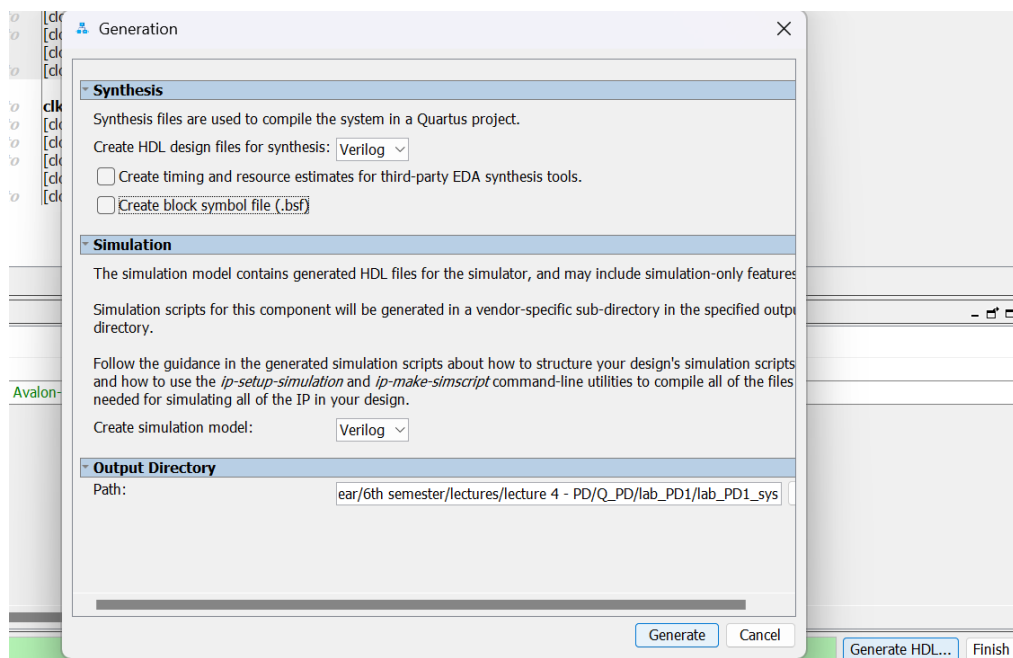 Generation
Synthesis
Synthesis files are used to compile the system in a Quartus project.
Create HDL design files for synthesis: Verilog
Create timing and resource estimates for third-party EDA synthesis tools.
Create block symbol file (.bsf)
clk
Simulation
The simulation model contains generated HDL files for the simulator, and may include simulation-only features
Simulation scripts for this component will be generated in a vendor-specific sub-directory in the specified outpu
directory.
Follow the guidance in the generated simulation scripts about how to structure your design's simulation scripts
and how to use the ip-setup-simulation and ip-make-simscript command-line utilities to compile all of the files
needed for simulating all of the IP in your design.
Avalon-
Create simulation model: Verilog
Output Directory
Path: ear/6th semester/lectures/lecture 4 - PD/Q_PD/lab_PD1/lab_PD1_sys
Generate Cancel
Generate HDL... Finish